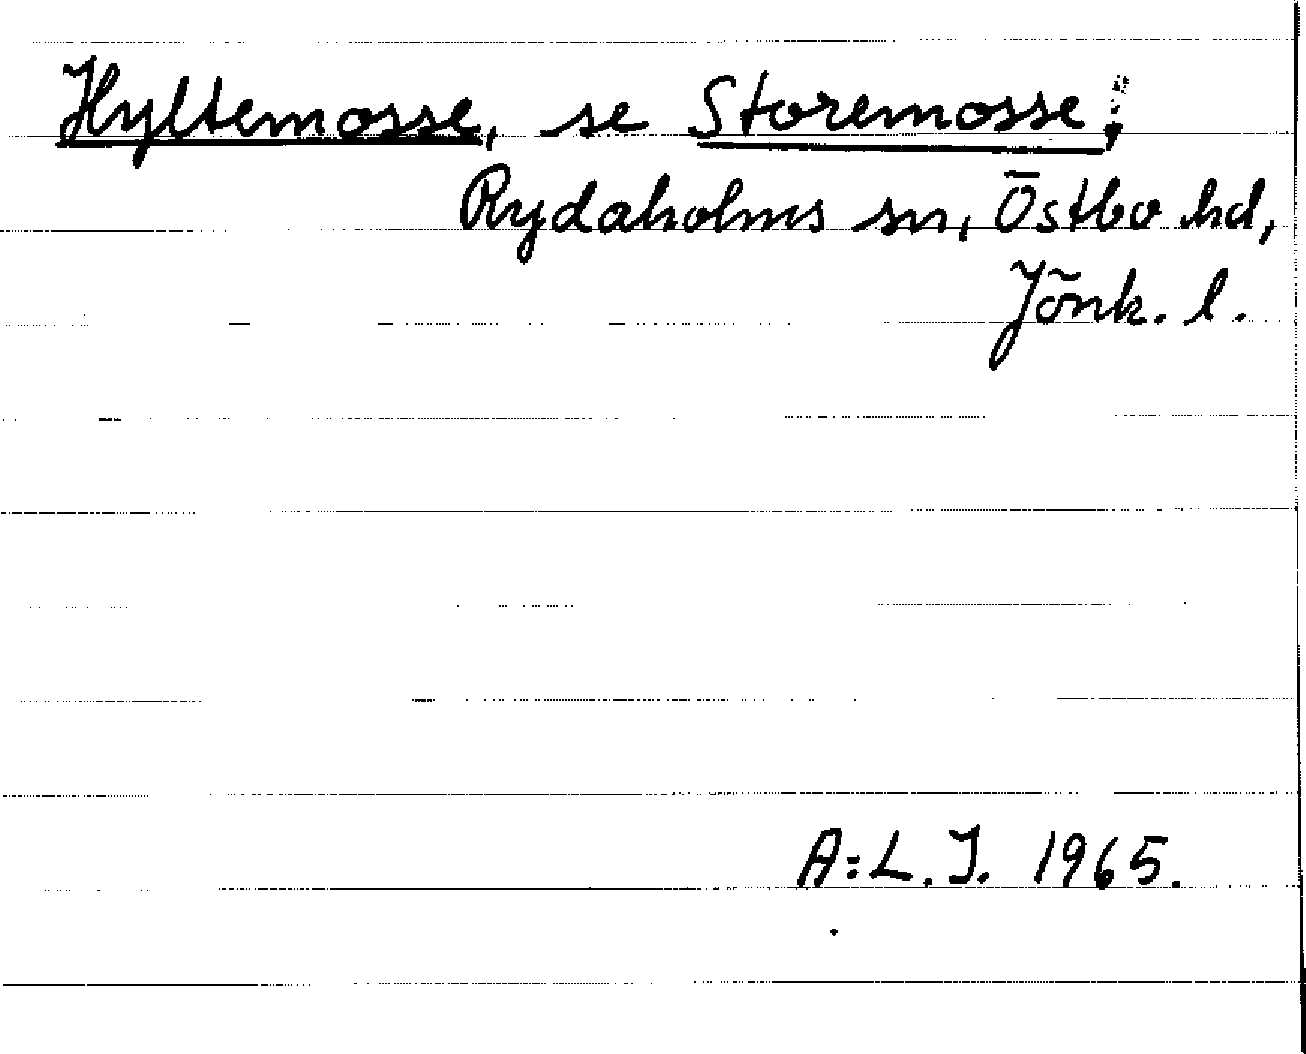 Hyltemosse, se Storemosse;
Rydaholms sn, Östbo hd,
Jönk. l.
A:L. J. 1965.